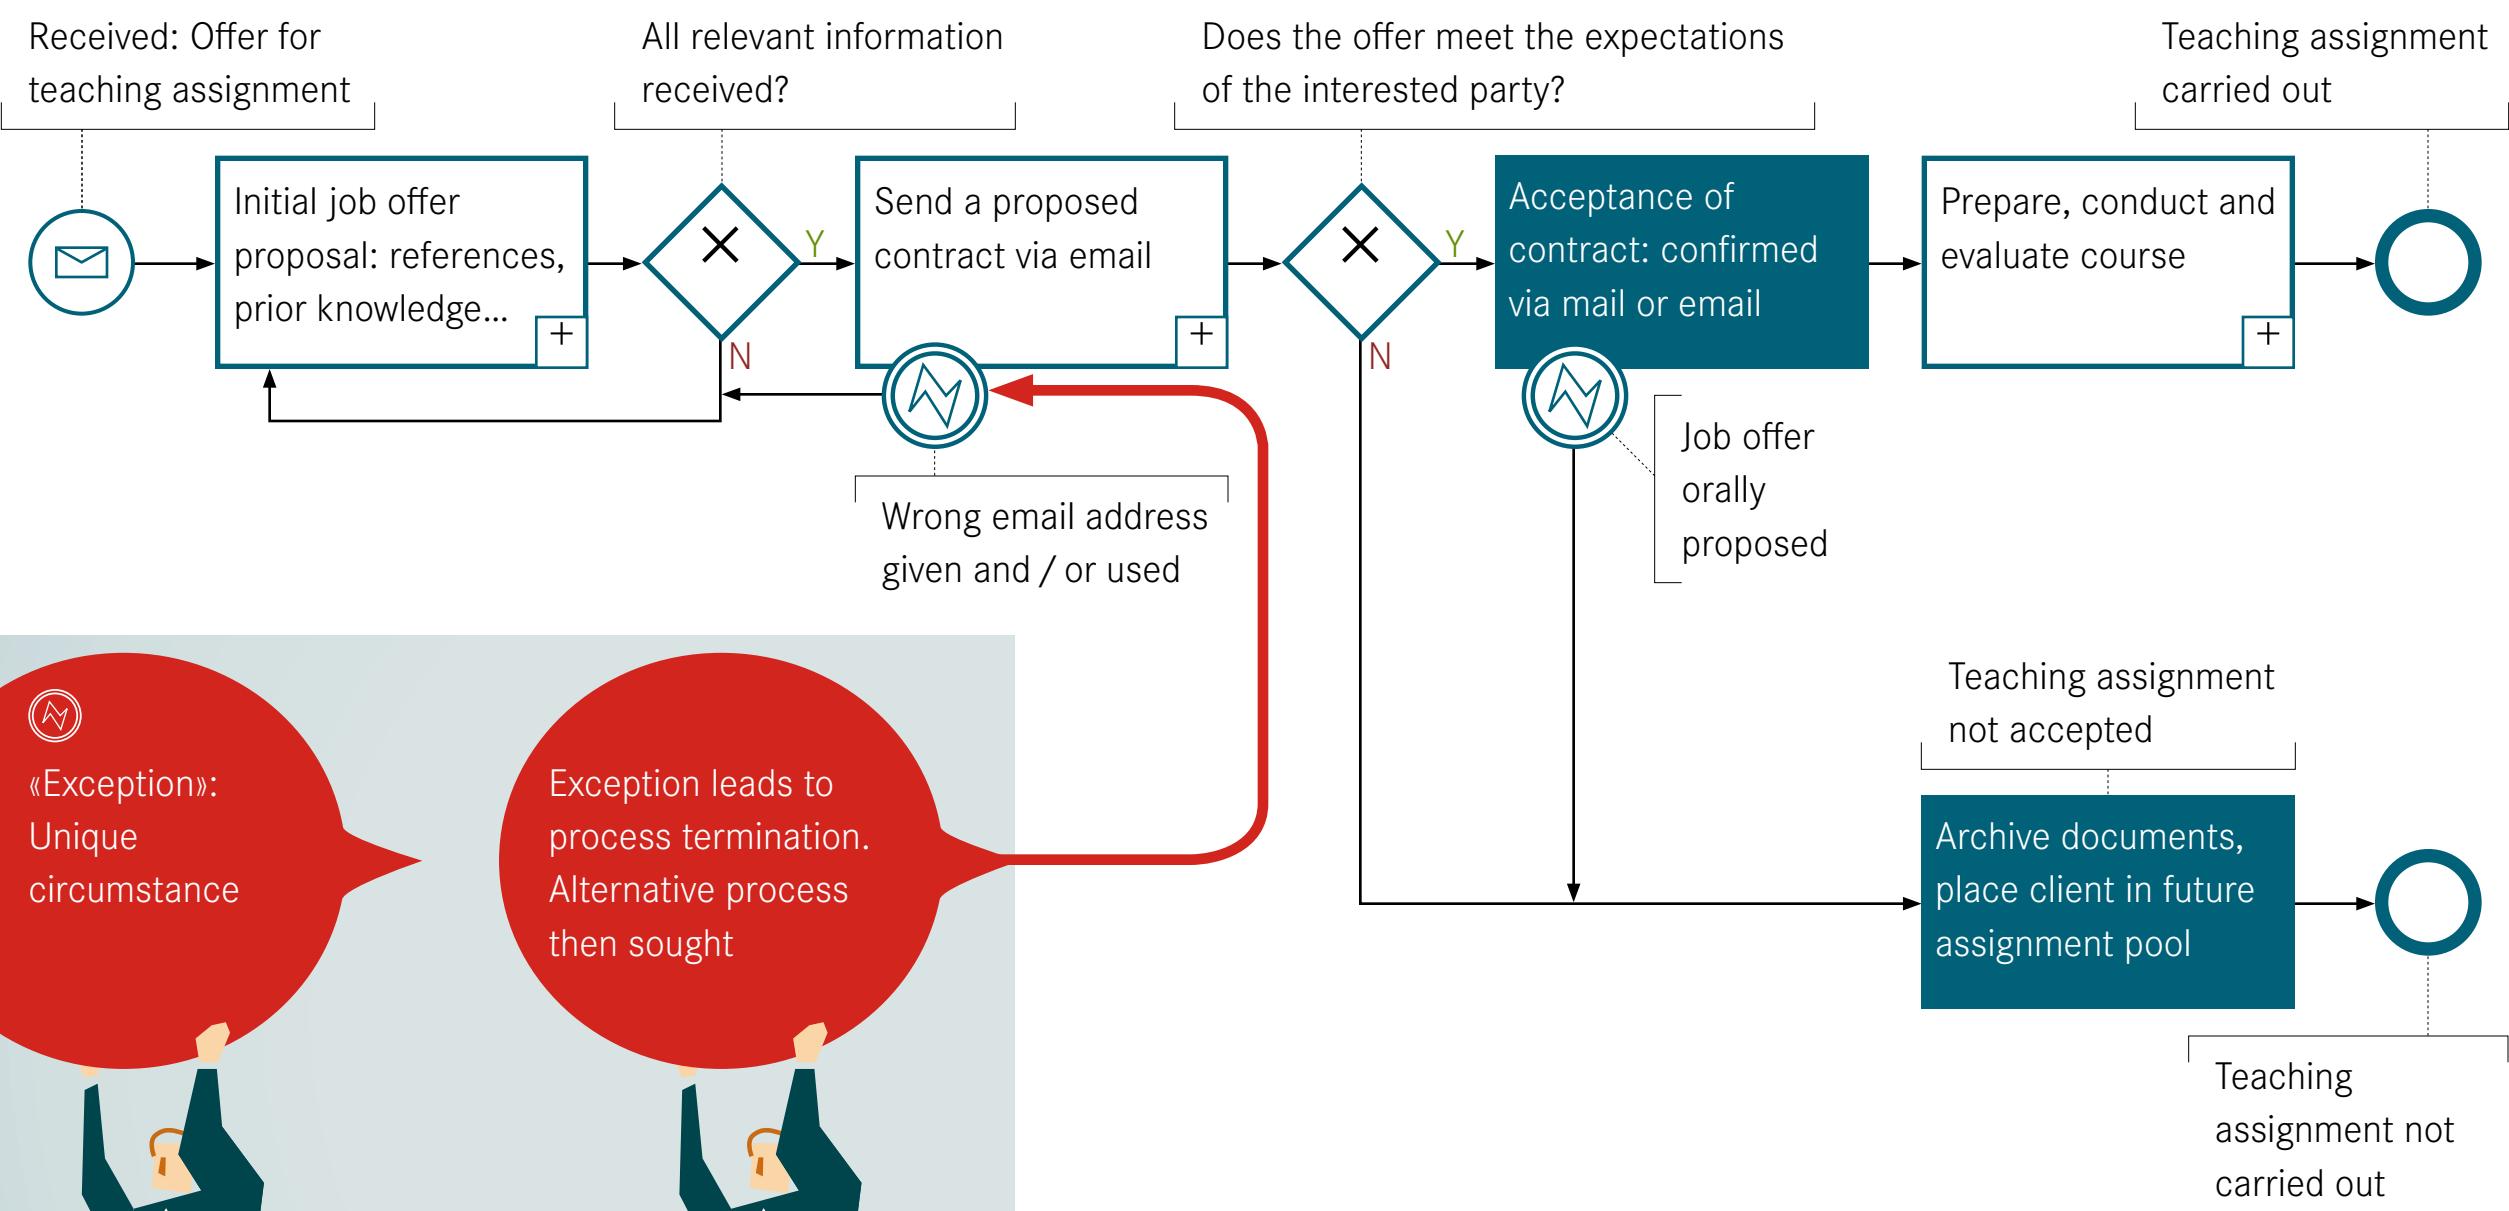 Received: Offer for
teaching assignment
All relevant information
received?
Does the offer meet the expectations
of the interested party?
Teaching assignment
carried out
Initial job offer
proposal: references,
prior knowledge...
+
Y
N
Send a proposed
contract via email
+
Y
N
Acceptance of
contract: confirmed
via mail or email
Prepare, conduct and
evaluate course
+
Wrong email address
given and / or used
Job offer
orally
proposed
«Exception»:
Unique
circumstance
Exception leads to
process termination.
Alternative process
then sought
Teaching assignment
not accepted
Archive documents,
place client in future
assignment pool
Teaching
assignment not
carried out